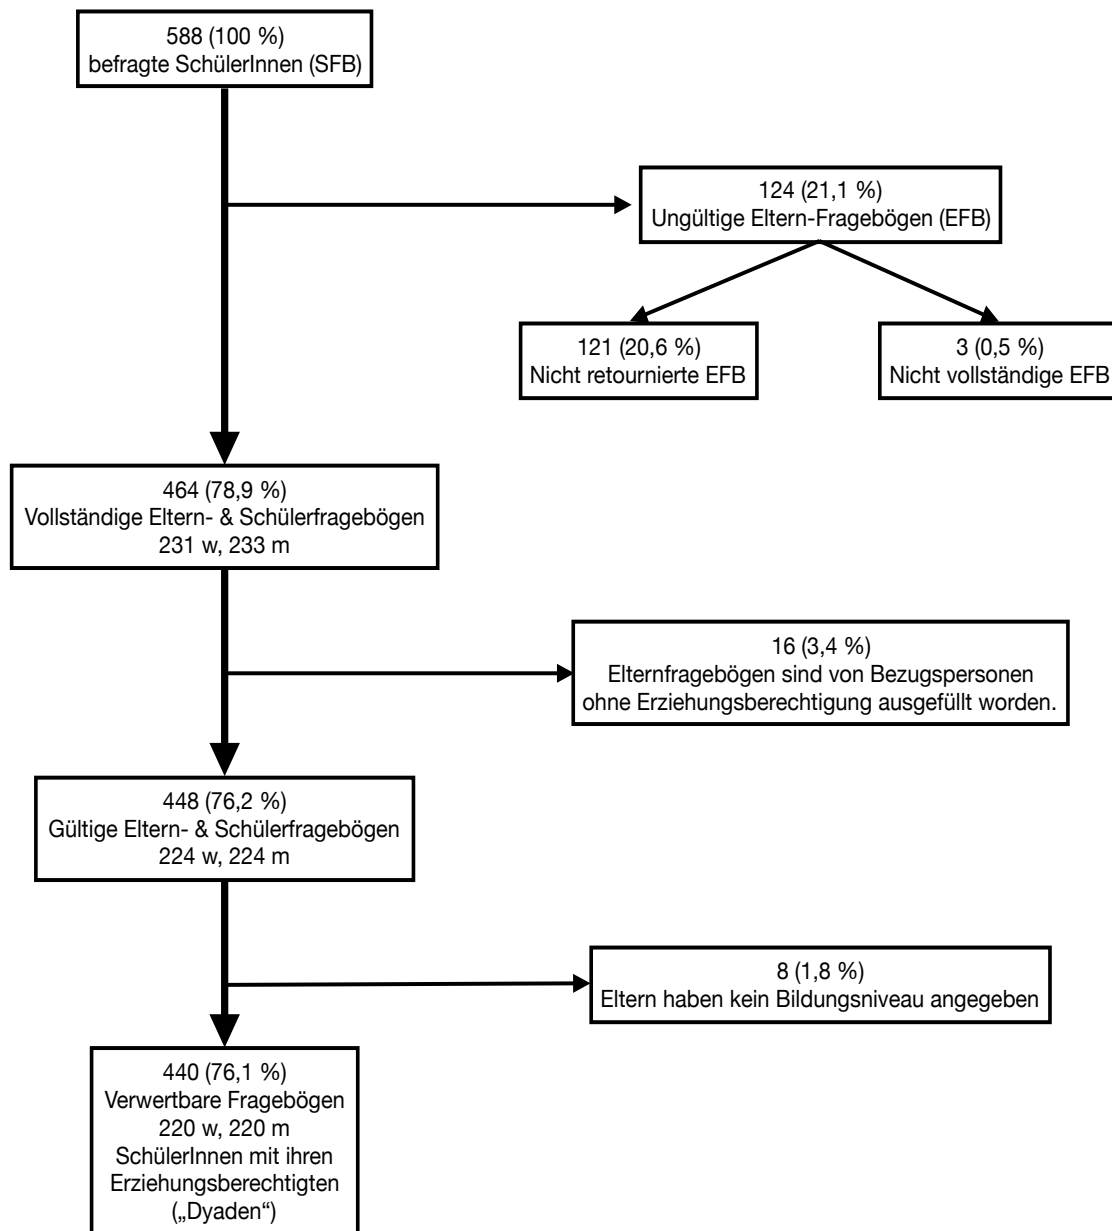 588 (100 %)
befragte SchülerInnen (SFB)
124 (21,1 %)
Ungültige Eltern-Fragebögen (EFB)
121 (20,6 %)
Nicht retournierte EFB
3 (0,5 %)
Nicht vollständige EFB
464 (78,9 %)
Vollständige Eltern- & Schülerfragebögen
231 w, 233 m
16 (3,4 %)
Elternfragebögen sind von Bezugspersonen
ohne Erziehungsberechtigung ausgefüllt worden.
448 (76,2 %)
Gültige Eltern- & Schülerfragebögen
224 w, 224 m
8 (1,8 %)
Eltern haben kein Bildungsniveau angegeben
440 (76,1 %)
Verwertbare Fragebögen
220 w, 220 m
SchülerInnen mit ihren
Erziehungsberechtigten
(„Dyaden“)